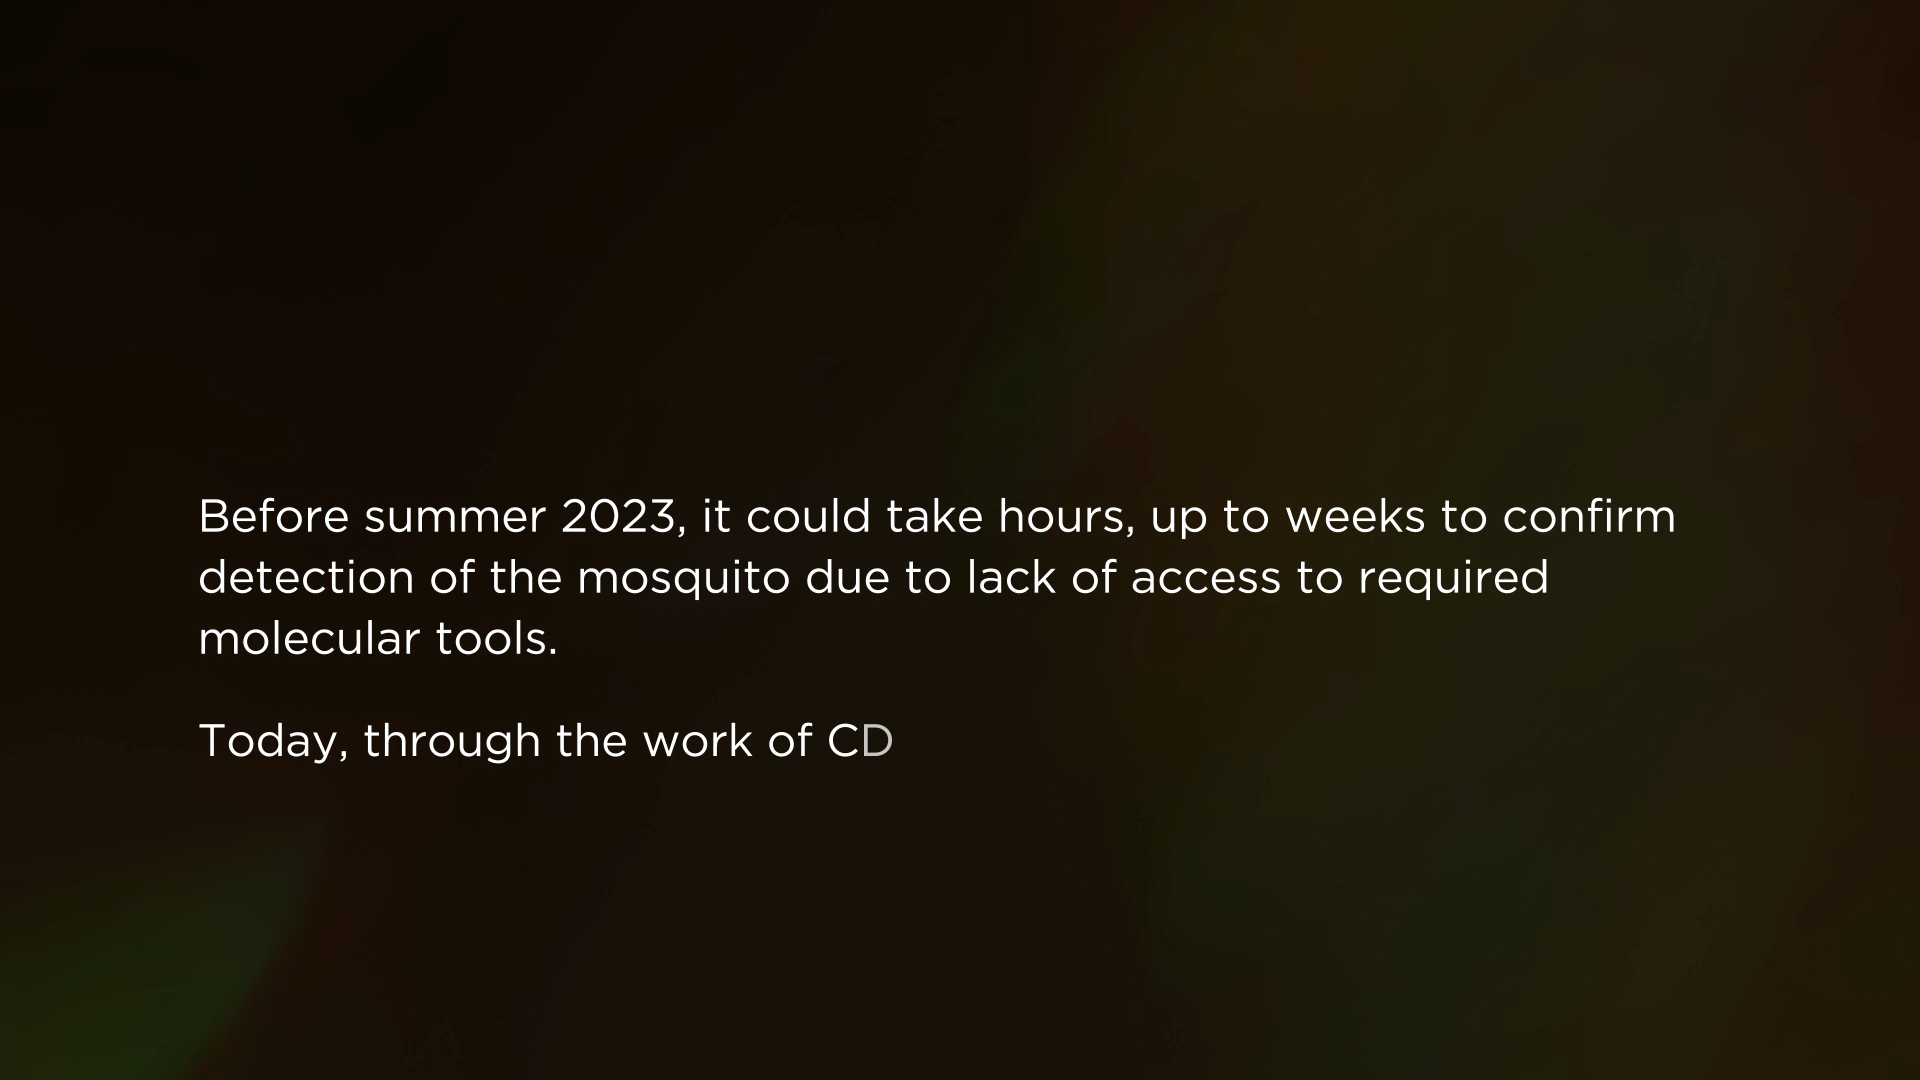 Before summer 2023, it could take hours, up to weeks to confirm
detection of the mosquito due to lack of access to required
molecular tools.
Today, through the work of CD